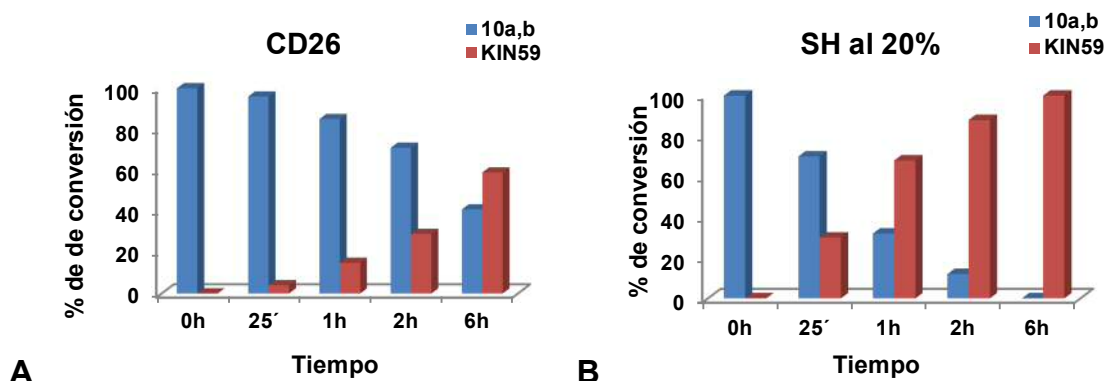 CD26
10a,b
KIN59
% de de conversión
100
80
60
40
20
0
0h 25´ 1h 2h 6h
Tiempo
A
SH al 20%
10a,b
KIN59
% de conversión
100
80
60
40
20
0
0h 25´ 1h 2h 6h
Tiempo
B